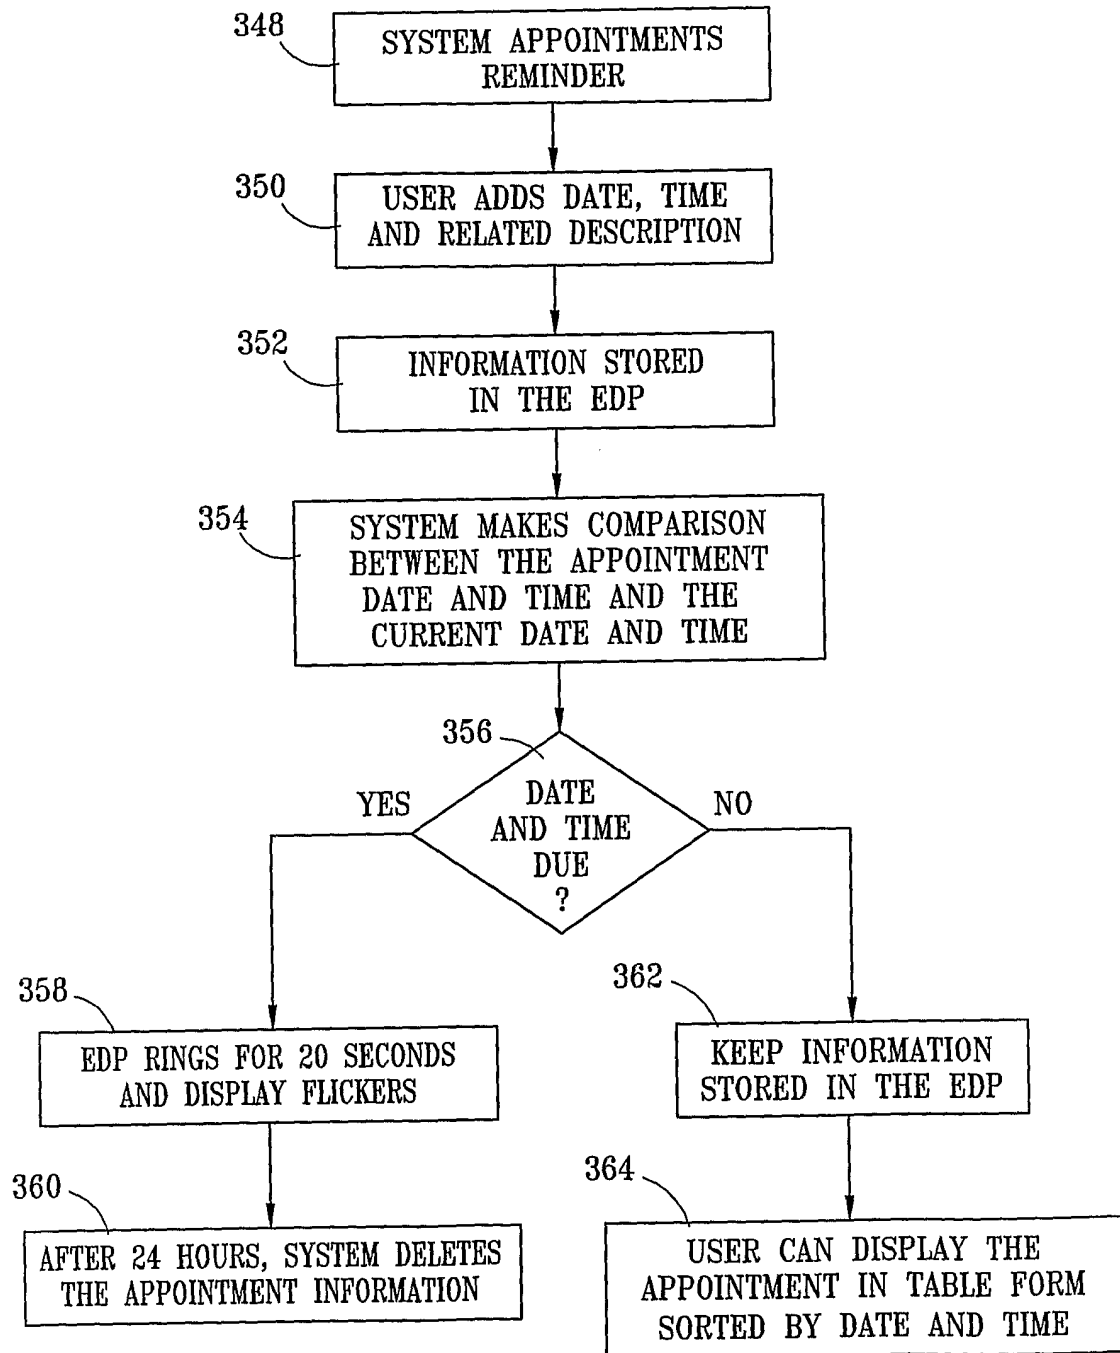 348
SYSTEM APPOINTMENTS
REMINDER
350
USER ADDS DATE, TIME
AND RELATED DESCRIPTION
352
INFORMATION STORED
IN THE EDP
354
SYSTEM MAKES COMPARISON
BETWEEN THE APPOINTMENT
DATE AND TIME AND THE
CURRENT DATE AND TIME
356
DATE
AND TIME
DUE
?
YES
NO
358
EDP RINGS FOR 20 SECONDS
AND DISPLAY FLICKERS
360
AFTER 24 HOURS, SYSTEM DELETES
THE APPOINTMENT INFORMATION
362
KEEP INFORMATION
STORED IN THE EDP
364
USER CAN DISPLAY THE
APPOINTMENT IN TABLE FORM
SORTED BY DATE AND TIME